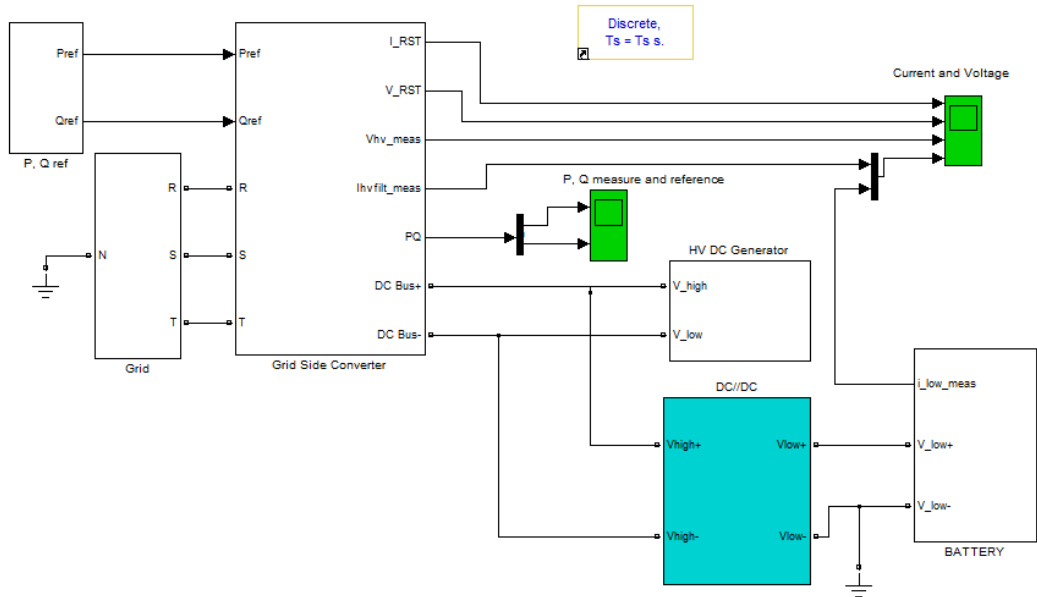 Discrete,
Ts = Ts s.
Pref
Qref
P, Q ref
Pref
Qref
R
S
T
I_RST
V_RST
Vhv_meas
Ihvfilt_meas
PQ
DC Bus+
DC Bus-
Grid Side Converter
N
R
S
T
Grid
Current and Voltage
P, Q measure and reference
HV DC Generator
V_high
V_low
DC//DC
Vhigh+
Vhigh-
Vlow+
Vlow-
i_low_meas
V_low+
V_low-
BATTERY